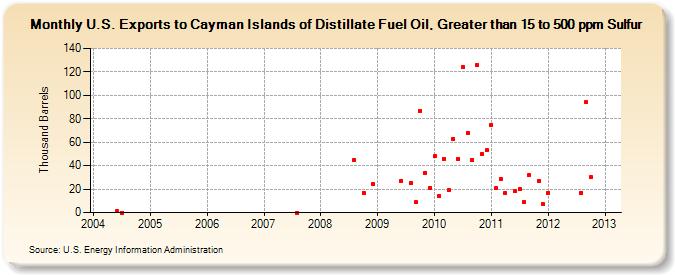 Monthly U.S. Exports to Cayman Islands of Distillate Fuel Oil, Greater than 15 to 500 ppm Sulfur
Thousand Barrels
140
120
100
80
60
40
20
0
2004 2005 2006 2007 2008 2009 2010 2011 2012 2013
Source: U.S. Energy Information Administration